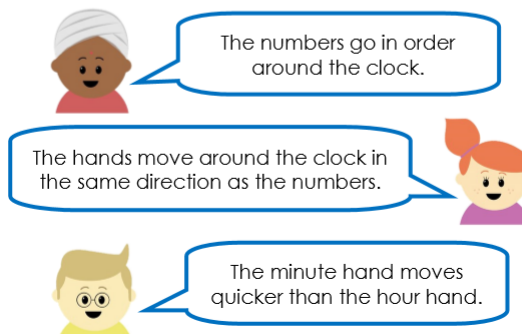 The numbers go in order
around the clock.
The hands move around the clock in
the same direction as the numbers.
The minute hand moves
quicker than the hour hand.